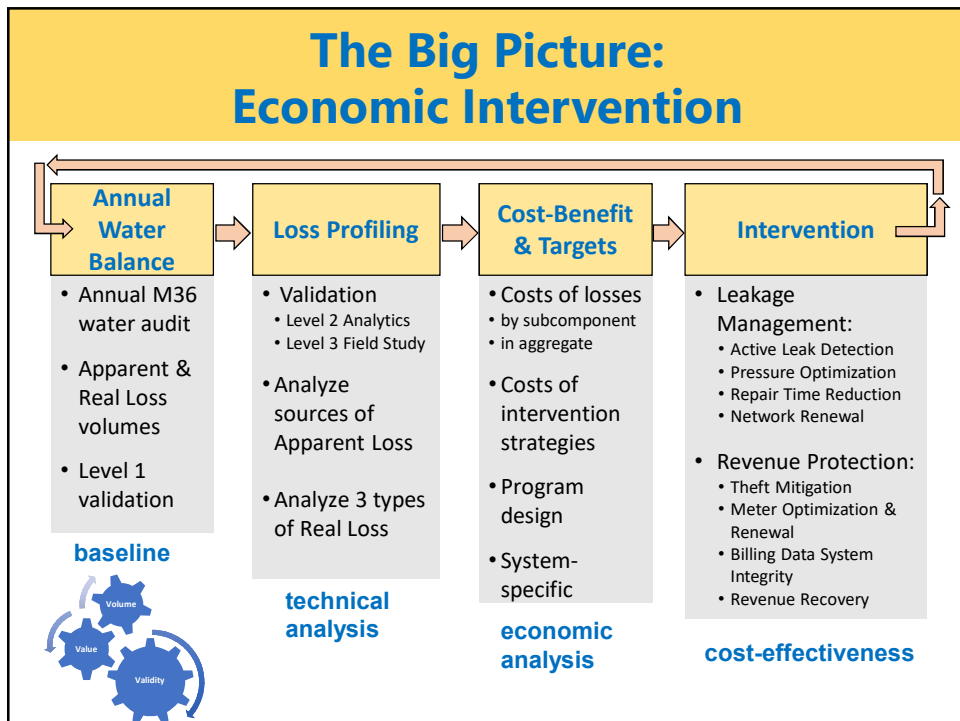 The Big Picture:
Economic Intervention
Annual
Water
Balance
• Annual M36
water audit
• Apparent &
Real Loss
volumes
• Level 1
validation
baseline
Volume
Value
Validity
Loss Profiling
• Validation
• Level 2 Analytics
• Level 3 Field Study
• Analyze
sources of
Apparent Loss
• Analyze 3 types
of Real Loss
technical
analysis
Cost-Benefit
& Targets
• Costs of losses
• by subcomponent
• in aggregate
• Costs of
intervention
strategies
• Program
design
• System-
specific
economic
analysis
Intervention
• Leakage
Management:
• Active Leak Detection
• Pressure Optimization
• Repair Time Reduction
• Network Renewal
• Revenue Protection:
• Theft Mitigation
• Meter Optimization &
Renewal
• Billing Data System
Integrity
• Revenue Recovery
cost-effectiveness